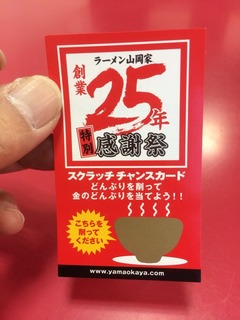 ラーメン山岡家
創業
25年
特別
感謝祭
スクラッチ チャンスカード
どんぶりを削って
金のどんぶりを当てよう!!
こちらを
削って
ください
www.yamaokaya.com